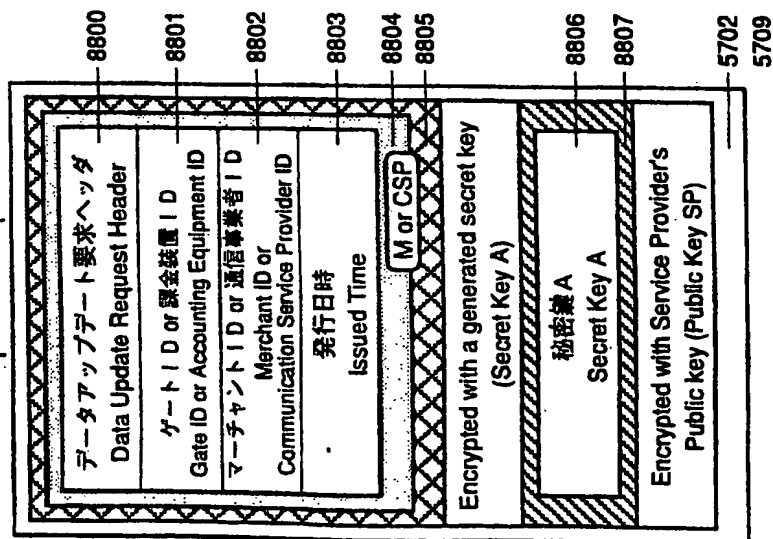 データアップデート要求ヘッダ
Data Update Request Header
8800
ゲートID or 課金装置ID
Gate ID or Accounting Equipment ID
8801
マーチャントID or 通信事業者ID
Merchant ID or
Communication Service Provider ID
8802
発行日時
Issued Time
8803
M or CSP
8804
8805
Encrypted with a generated secret key
(Secret Key A)
秘密鍵A
Secret Key A
8806
8807
Encrypted with Service Provider's
Public key (Public Key SP)
5702
5709